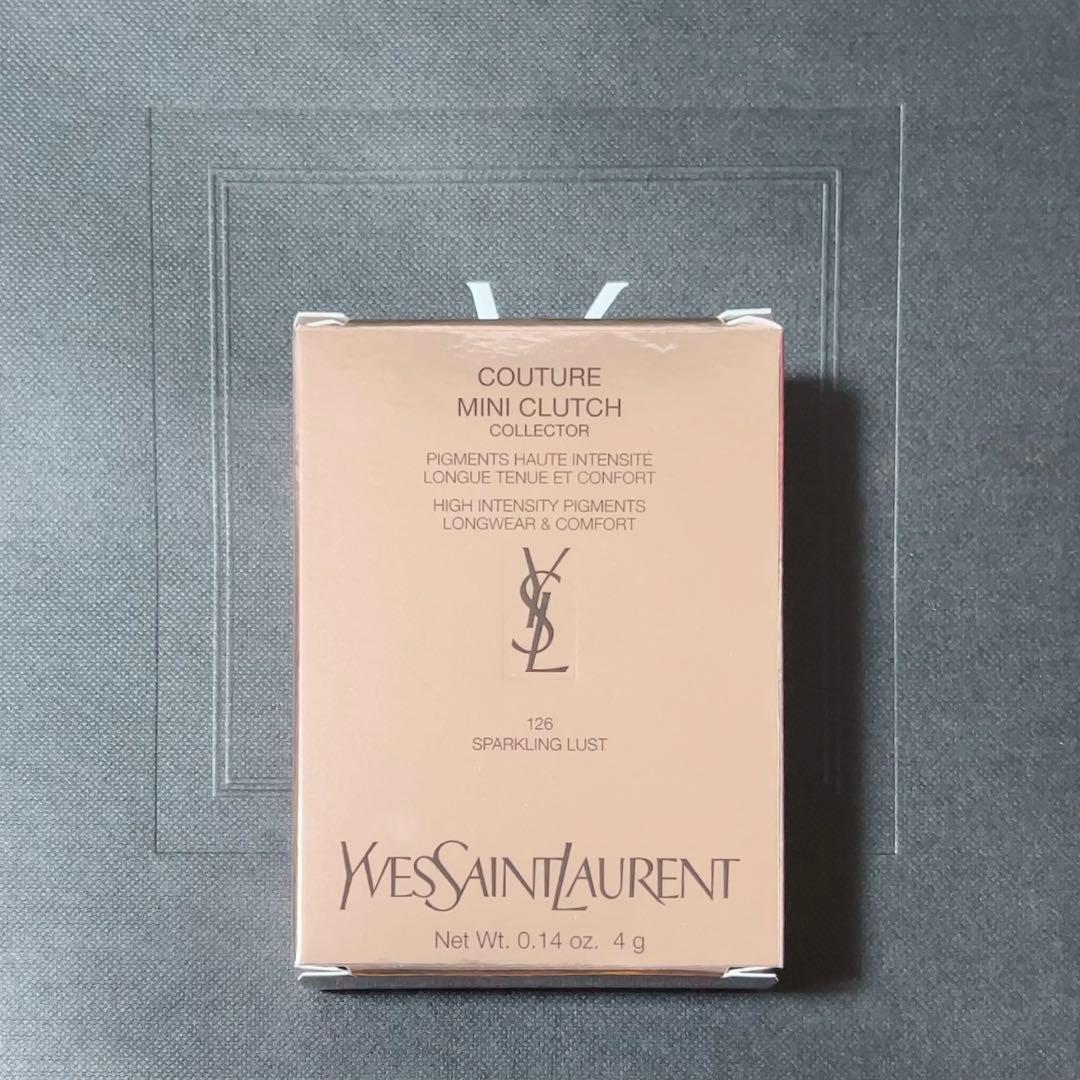 COUTURE
MINI CLUTCH
COLLECTOR
PIGMENTS HAUTE INTENSITÉ
LONGUE TENUE ET CONFORT
HIGH INTENSITY PIGMENTS
LONGWEAR & COMFORT
YSL
126
SPARKLING LUST
YVESSAINTLAURENT
Net Wt. 0.14 oz. 4 g